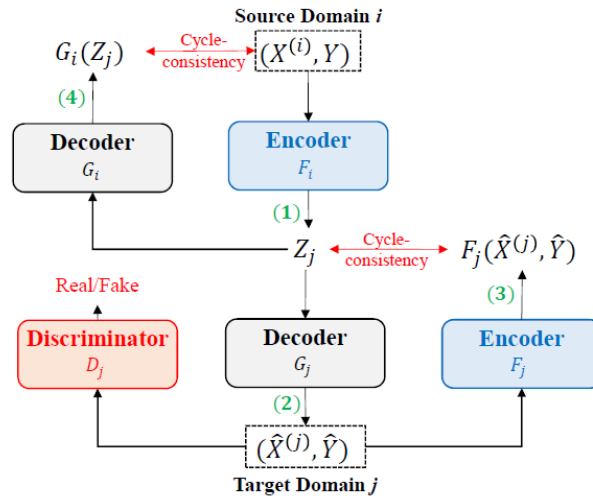 Source Domain i
G_i(Z_j)
Cycle-
consistency
(X^(i), Y)
(4)
Decoder
G_i
Encoder
F_i
(1)
Z_j
Cycle-
consistency
F_j(X̂^(j), Ŷ)
Real/Fake
(3)
Discriminator
D_j
Decoder
G_j
Encoder
F_j
(2)
(X̂^(j), Ŷ)
Target Domain j